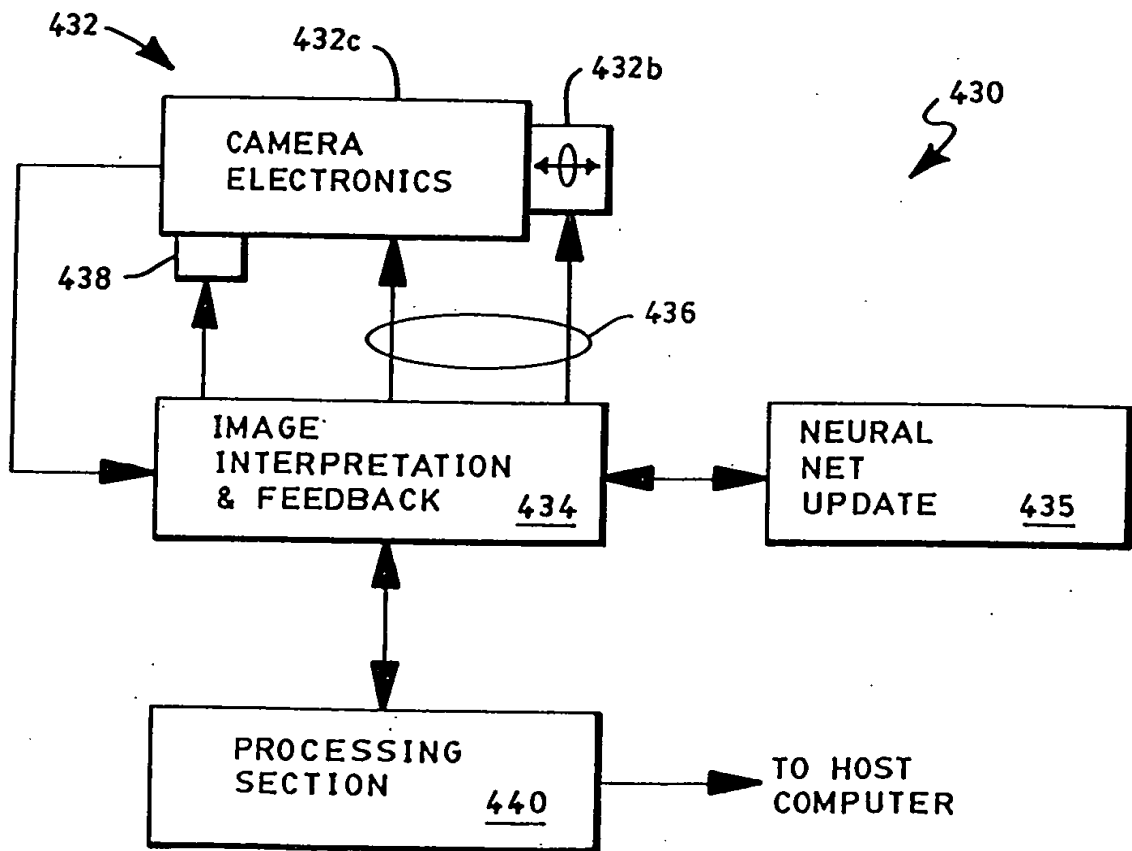 432
432c
432b
430
CAMERA
ELECTRONICS
438
436
IMAGE
INTERPRETATION
& FEEDBACK 434
NEURAL
NET
UPDATE 435
PROCESSING
SECTION
440
TO HOST
COMPUTER